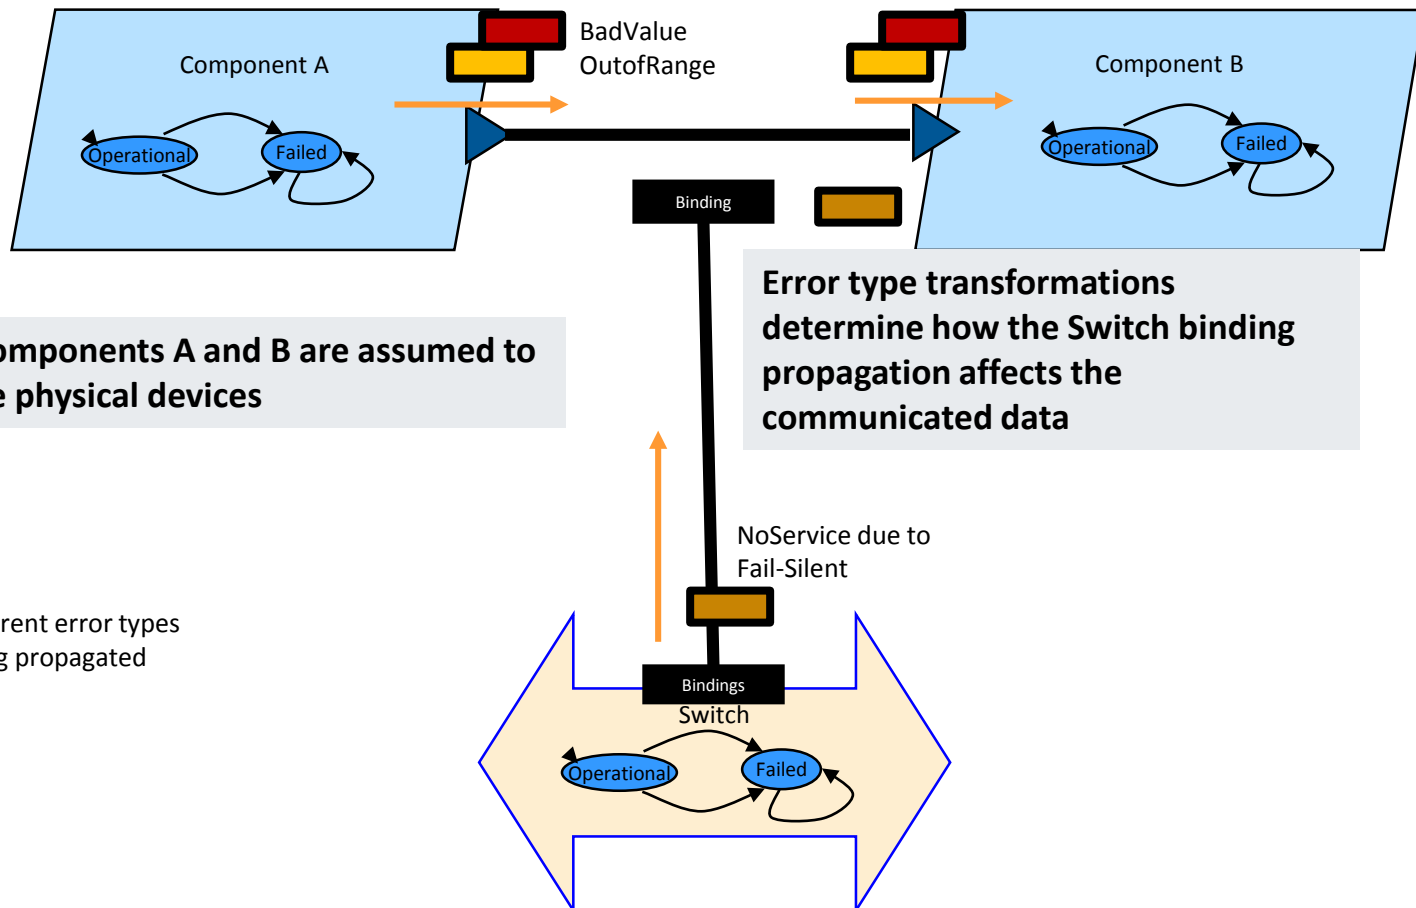 BadValue
OutofRange
Component A
Component B
Operational
Failed
Operational
Failed
Binding
Error type transformations
determine how the Switch binding
propagation affects the
communicated data
omponents A and B are assumed to
e physical devices
NoService due to
Fail-Silent
rent error types
g propagated
Bindings
Switch
Operational
Failed